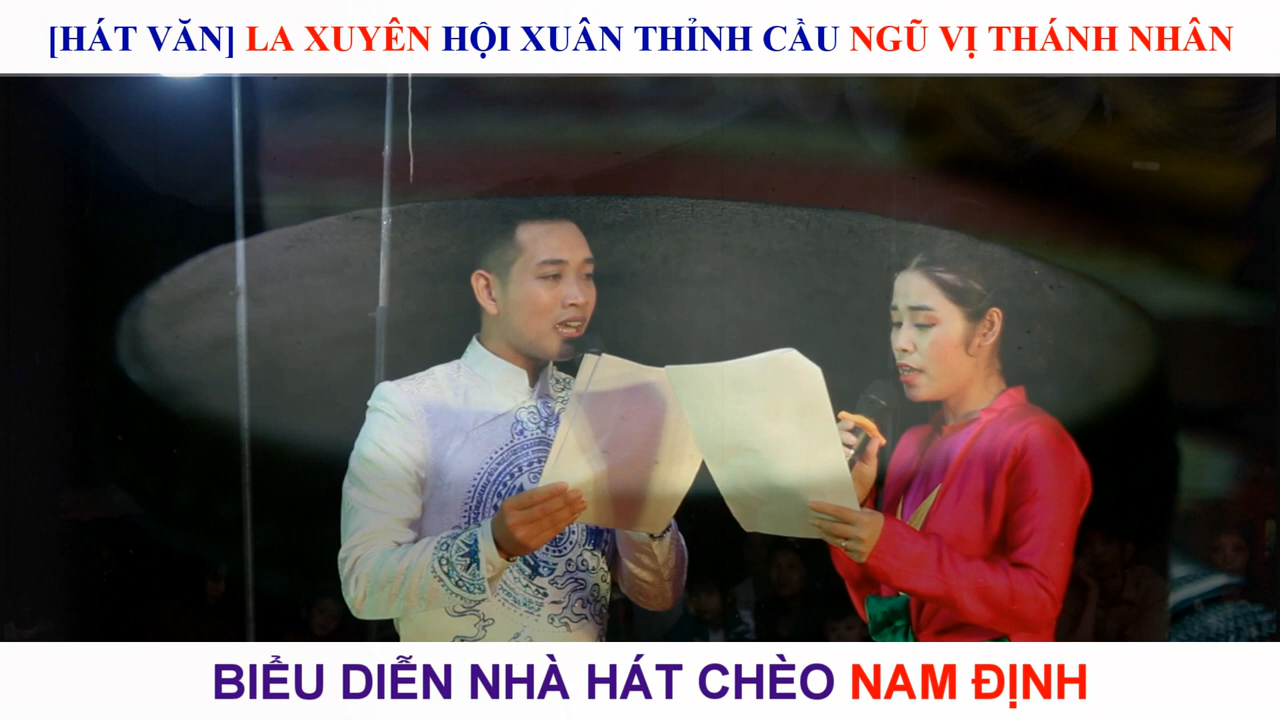 [HÁT VĂN] LA XUYÊN HỘI XUÂN THỈNH CẦU NGŨ VỊ THÁNH NHÂN
BIỂU DIỄN NHÀ HÁT CHÈO NAM ĐỊNH